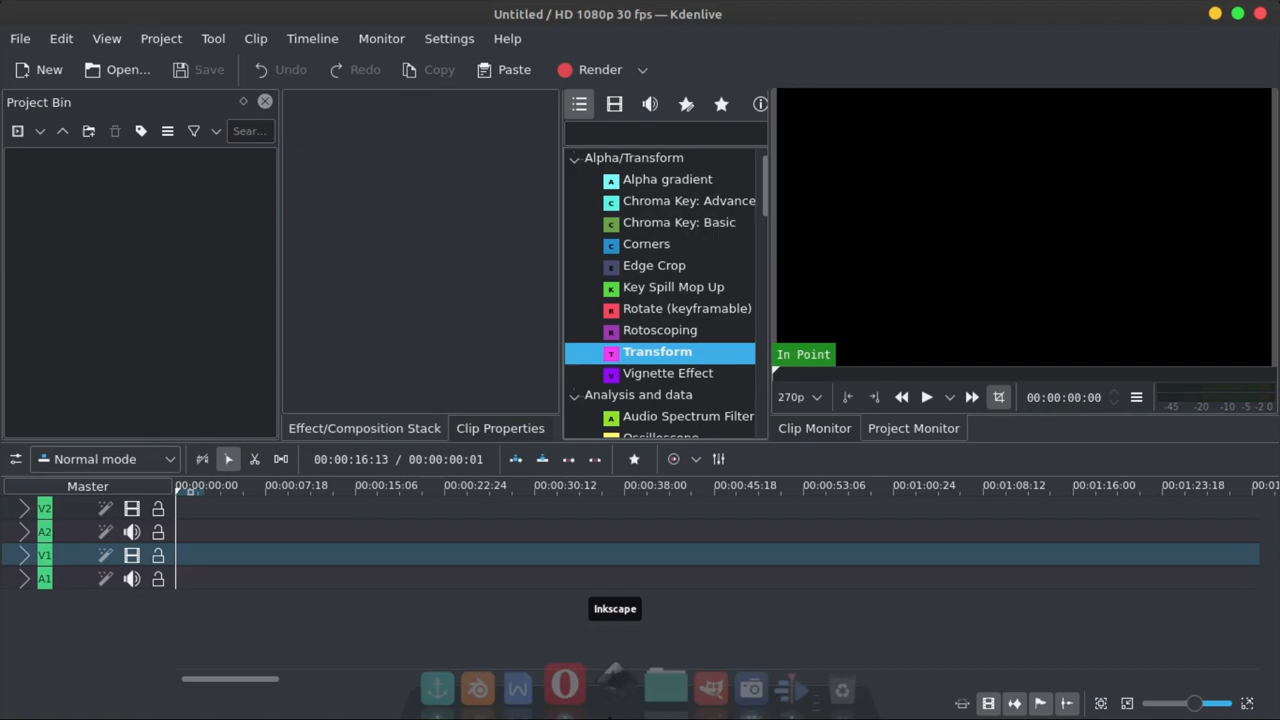 Untitled / HD 1080p 30 fps — Kdenlive
File Edit View Project Tool Clip Timeline Monitor Settings Help
New Open... Save Undo Redo Copy Paste Render
Project Bin
Sear...
Alpha/Transform
Alpha gradient
Chroma Key: Advance
Chroma Key: Basic
Corners
Edge Crop
Key Spill Mop Up
Rotate (keyframable)
Rotoscoping
Transform
Vignette Effect
Analysis and data
Audio Spectrum Filter
Oscilloscope
In Point
270p 00:00:00:00
-45 -20 -10 -5 -2 0
Effect/Composition Stack Clip Properties
Clip Monitor Project Monitor
Normal mode 00:00:16:13 / 00:00:00:01
Master
00:00:00:00 00:00:07:18 00:00:15:06 00:00:22:24 00:00:30:12 00:00:38:00 00:00:45:18 00:00:53:06 00:01:00:24 00:01:08:12 00:01:16:00 00:01:23:18 00:01
V2
A2
V1
A1
Inkscape